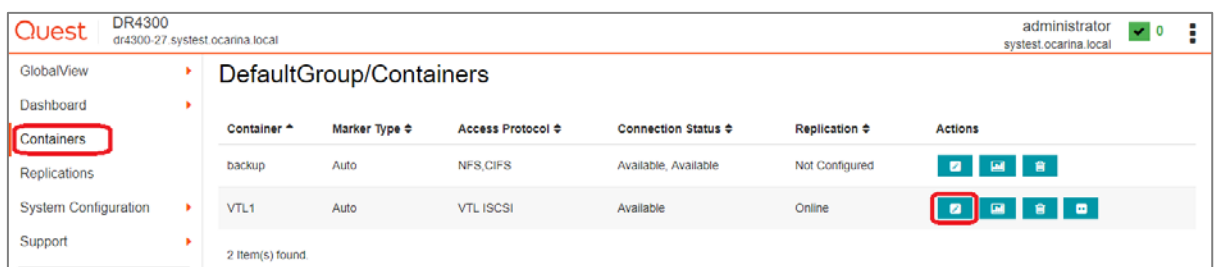 Quest DR4300 administrator 0
dr4300-27.systest.ocarina.local systest.ocarina.local
GlobalView
Dashboard
Containers
Replications
System Configuration
Support
DefaultGroup/Containers
Container Marker Type Access Protocol Connection Status Replication Actions
backup Auto NFS,CIFS Available, Available Not Configured
VTL1 Auto VTL ISCSI Available Online
2 Item(s) found.